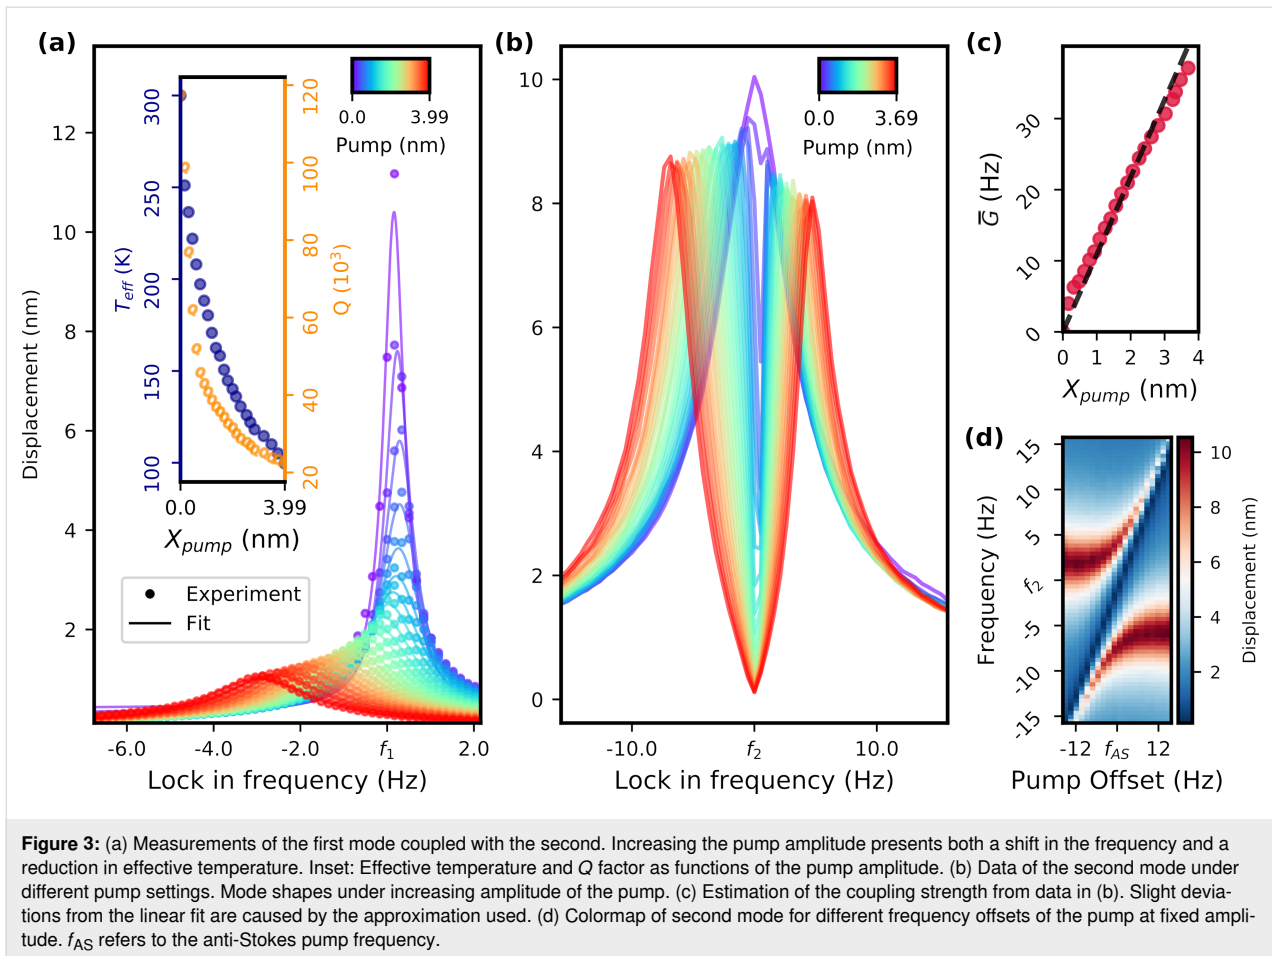 (a)
Displacement (nm)
12
10
8
6
4
2
-6.0
-4.0
-2.0
f1
2.0
Lock in frequency (Hz)
0.0
3.99
Pump (nm)
Teff (K)
300
250
200
150
100
Q (10³)
120
100
80
60
40
20
0.0
3.99
Xpump (nm)
Experiment
Fit
(b)
10
8
6
4
2
0
-10.0
f2
10.0
Lock in frequency (Hz)
0.0
3.69
Pump (nm)
(c)
G̅ (Hz)
30
20
10
0
0
1
2
3
4
Xpump (nm)
(d)
Frequency (Hz)
15
10
5
f2
-5
-10
-15
-12
fAS
12
Pump Offset (Hz)
10
8
6
4
2
Displacement (nm)
Figure 3: (a) Measurements of the first mode coupled with the second. Increasing the pump amplitude presents both a shift in the frequency and a
reduction in effective temperature. Inset: Effective temperature and Q factor as functions of the pump amplitude. (b) Data of the second mode under
different pump settings. Mode shapes under increasing amplitude of the pump. (c) Estimation of the coupling strength from data in (b). Slight devia-
tions from the linear fit are caused by the approximation used. (d) Colormap of second mode for different frequency offsets of the pump at fixed ampli-
tude. fAS refers to the anti-Stokes pump frequency.